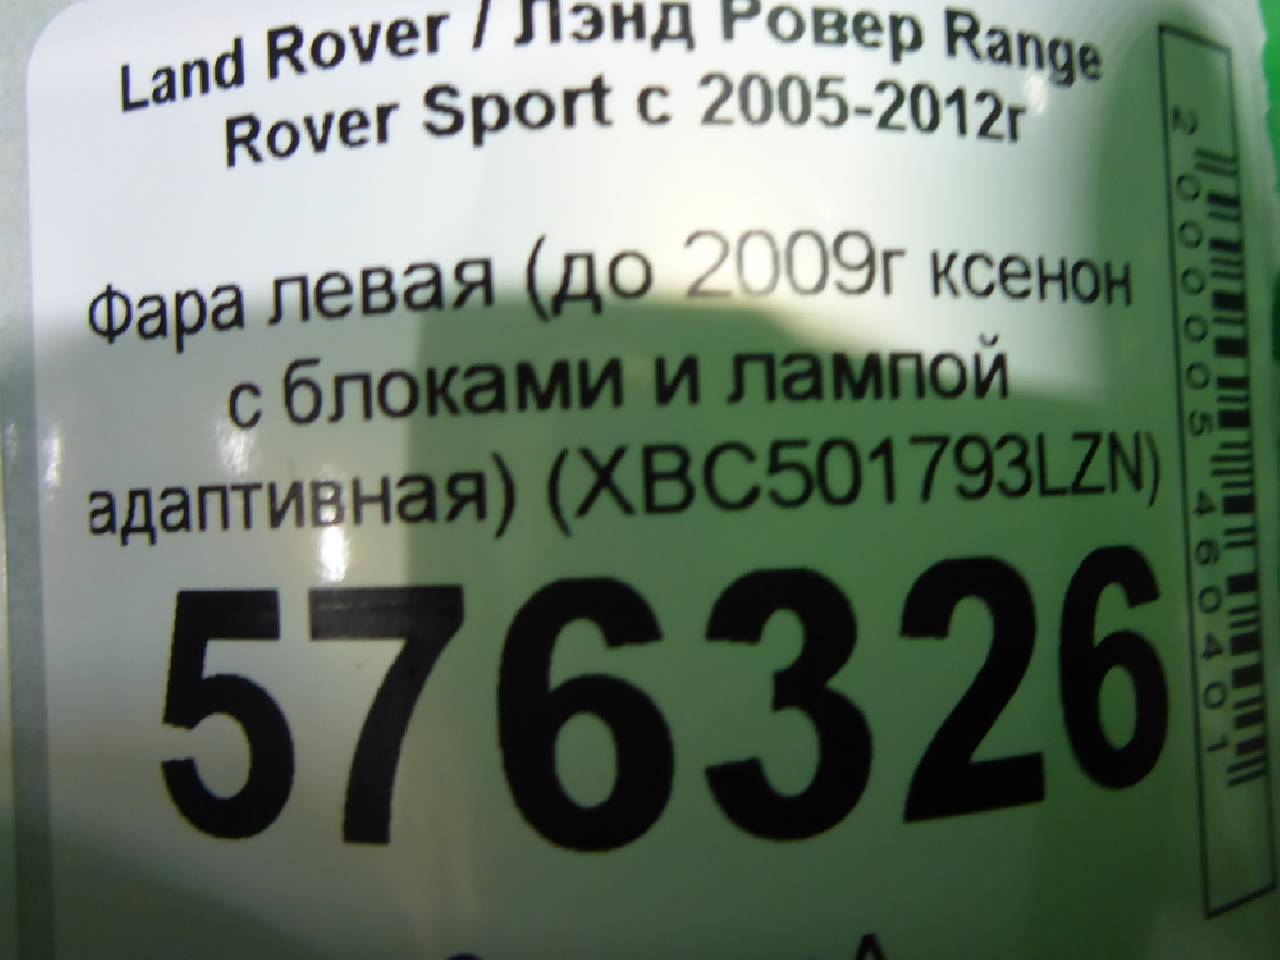 Land Rover / Лэнд Ровер Range
Rover Sport с 2005-2012г
Фара левая (до 2009г ксенон
с блоками и лампой
адаптивная) (XBC501793LZN)
576326
2000005460401